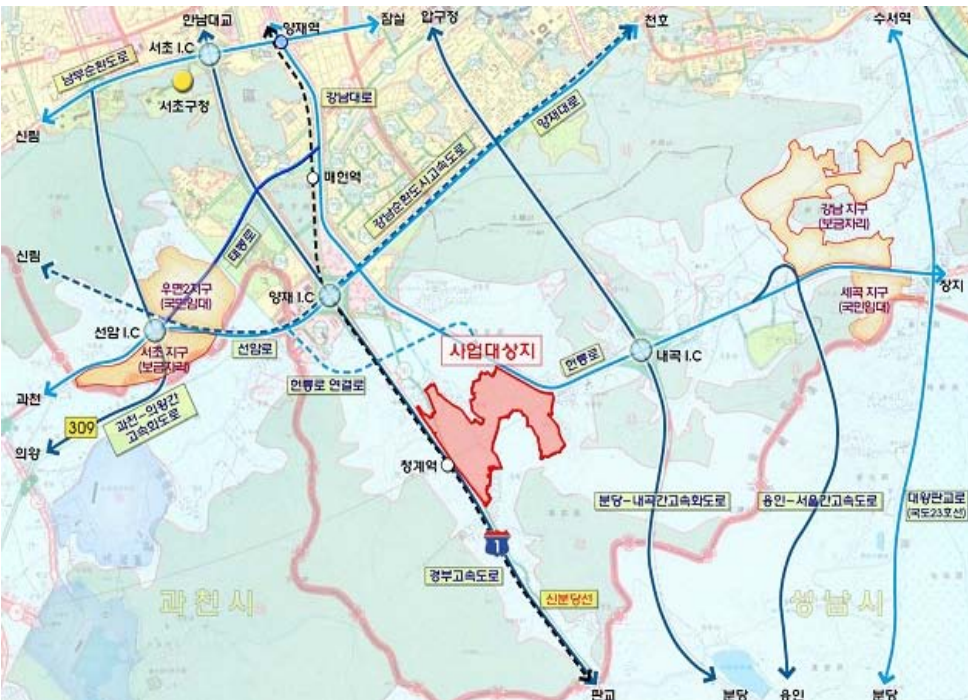 한남대교
양재역
잠실
압구정
천호
수서역
서초 I.C
남부순환도로
서초구청
강남대로
신림
양재대로
매헌역
강남순환도시고속도로
태봉로
강남 지구
(보금자리)
신림
우면2지구
(국민임대)
양재 I.C
세곡 지구
(국민임대)
장지
선암 I.C
서초 지구
(보금자리)
선암로
사업대상지
헌릉로
내곡 I.C
헌릉로 연결로
과천
309
과천-의왕간
고속화도로
의왕
청계역
분당-내곡간고속화도로
용인-서울간고속도로
대왕판교로
(국도23호선)
1
경부고속도로
신분당선
과천시
성남시
판교
분당
용인
분당